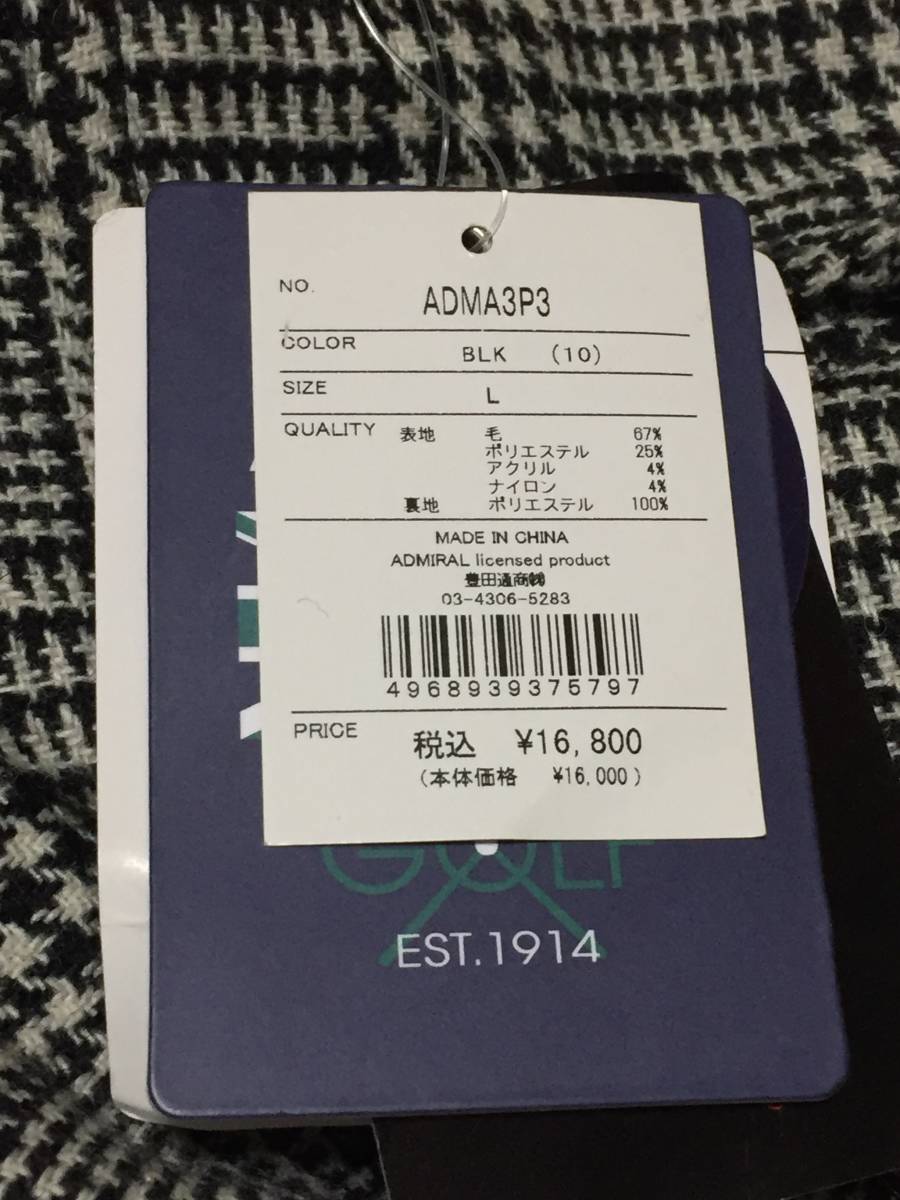 NO. ADMA3P3
COLOR BLK (10)
SIZE L
QUALITY 表地 毛 67%
ポリエステル 25%
アクリル 4%
ナイロン 4%
裏地 ポリエステル 100%
MADE IN CHINA
ADMIRAL licensed product
豊田通商㈱
03-4306-5283
4968939375797
PRICE 税込 ¥16,800
(本体価格 ¥16,000)
GOLF
EST.1914